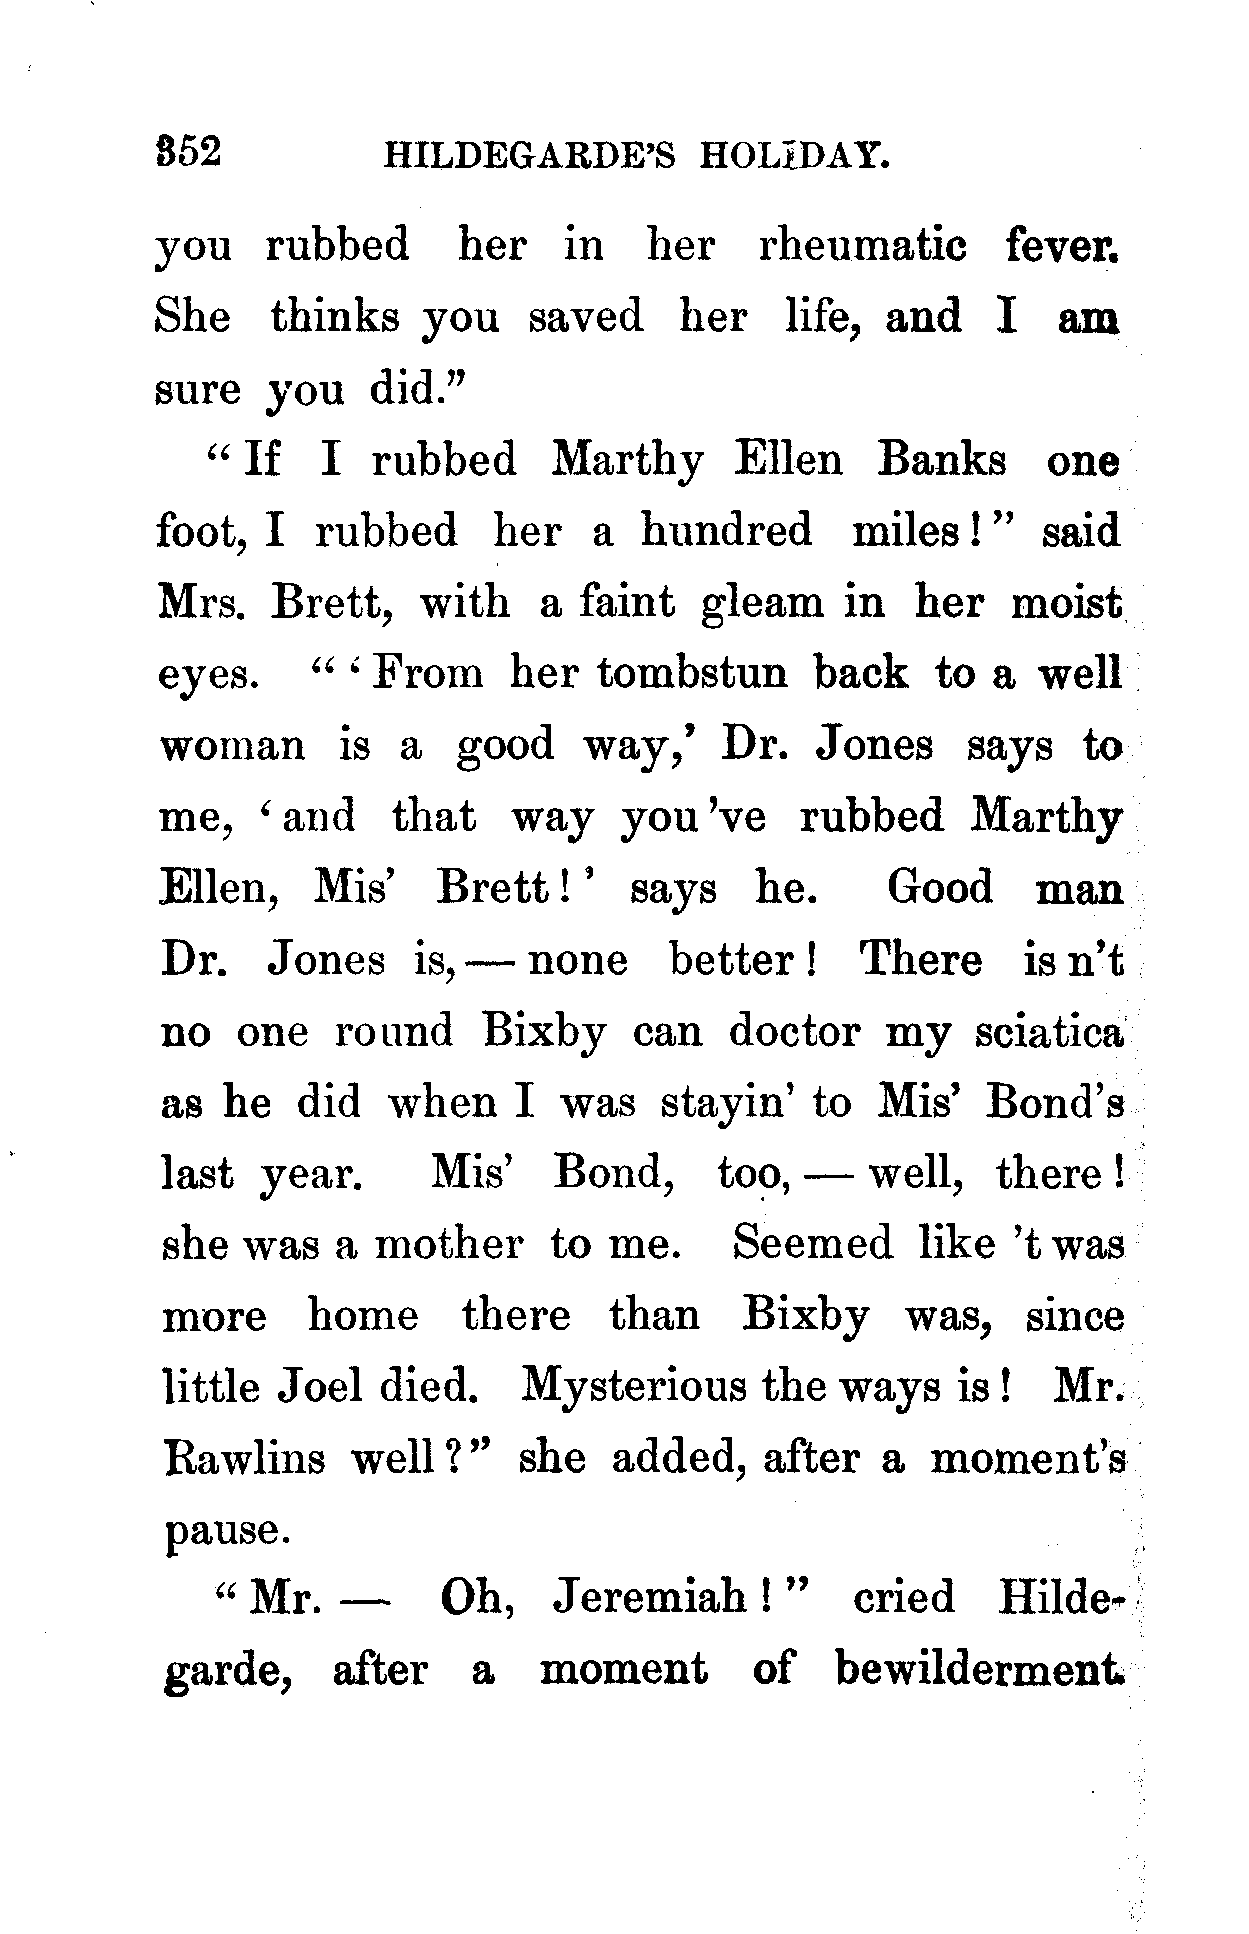 352 HILDEGARDE'S HOLIDAY.
you rubbed her in her rheumatic fever.
She thinks you saved her life, and I am
sure you did."
"If I rubbed Marthy Ellen Banks one
foot, I rubbed her a hundred miles!" said
Mrs. Brett, with a faint gleam in her moist
eyes. "'From her tombstun back to a well
woman is a good way,' Dr. Jones says to
me, 'and that way you 've rubbed Marthy
Ellen, Mis' Brett!' says he. Good man
Dr. Jones is,— none better! There is n't
no one round Bixby can doctor my sciatica
as he did when I was stayin' to Mis' Bond's
last year. Mis' Bond, too, — well, there!
she was a mother to me. Seemed like 't was
more home there than Bixby was, since
little Joel died. Mysterious the ways is! Mr.
Rawlins well?" she added, after a moment's
pause.
"Mr. — Oh, Jeremiah!" cried Hilde-
garde, after a moment of bewilderment.